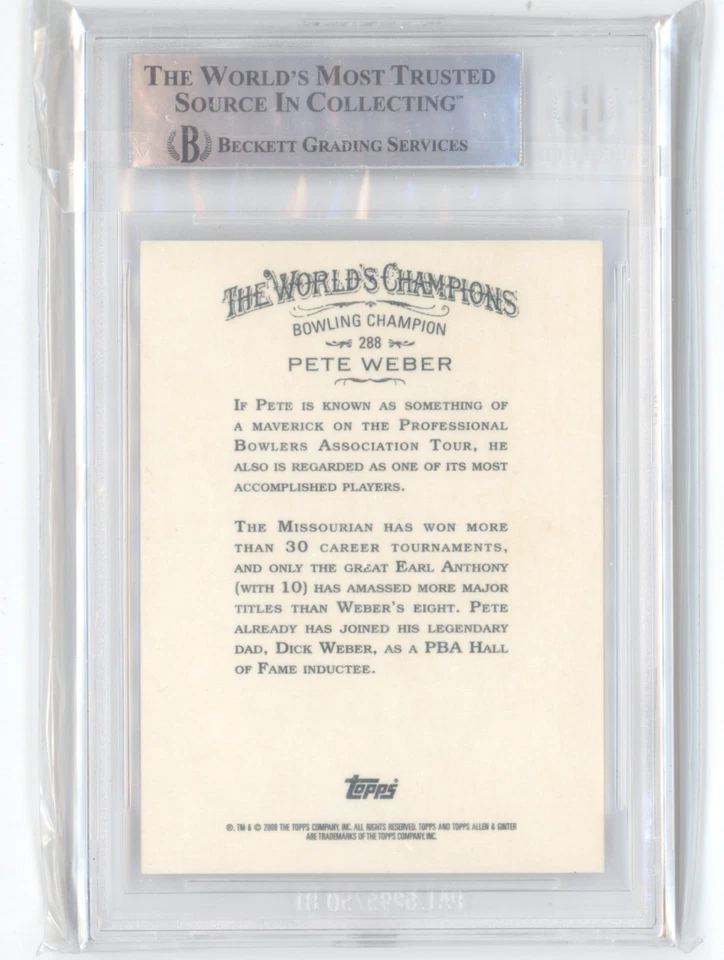 THE WORLD'S MOST TRUSTED
SOURCE IN COLLECTING™
B BECKETT GRADING SERVICES
THE WORLD'S CHAMPIONS
BOWLING CHAMPION
288
PETE WEBER
IF PETE IS KNOWN AS SOMETHING OF
A MAVERICK ON THE PROFESSIONAL
BOWLERS ASSOCIATION TOUR, HE
ALSO IS REGARDED AS ONE OF ITS MOST
ACCOMPLISHED PLAYERS.
THE MISSOURIAN HAS WON MORE
THAN 30 CAREER TOURNAMENTS,
AND ONLY THE GREAT EARL ANTHONY
(WITH 10) HAS AMASSED MORE MAJOR
TITLES THAN WEBER'S EIGHT. PETE
ALREADY HAS JOINED HIS LEGENDARY
DAD, DICK WEBER, AS A PBA HALL
OF FAME INDUCTEE.
Topps®
®, TM & © 2008 THE TOPPS COMPANY, INC. ALL RIGHTS RESERVED. TOPPS AND TOPPS ALLEN & GINTER
ARE TRADEMARKS OF THE TOPPS COMPANY, INC.